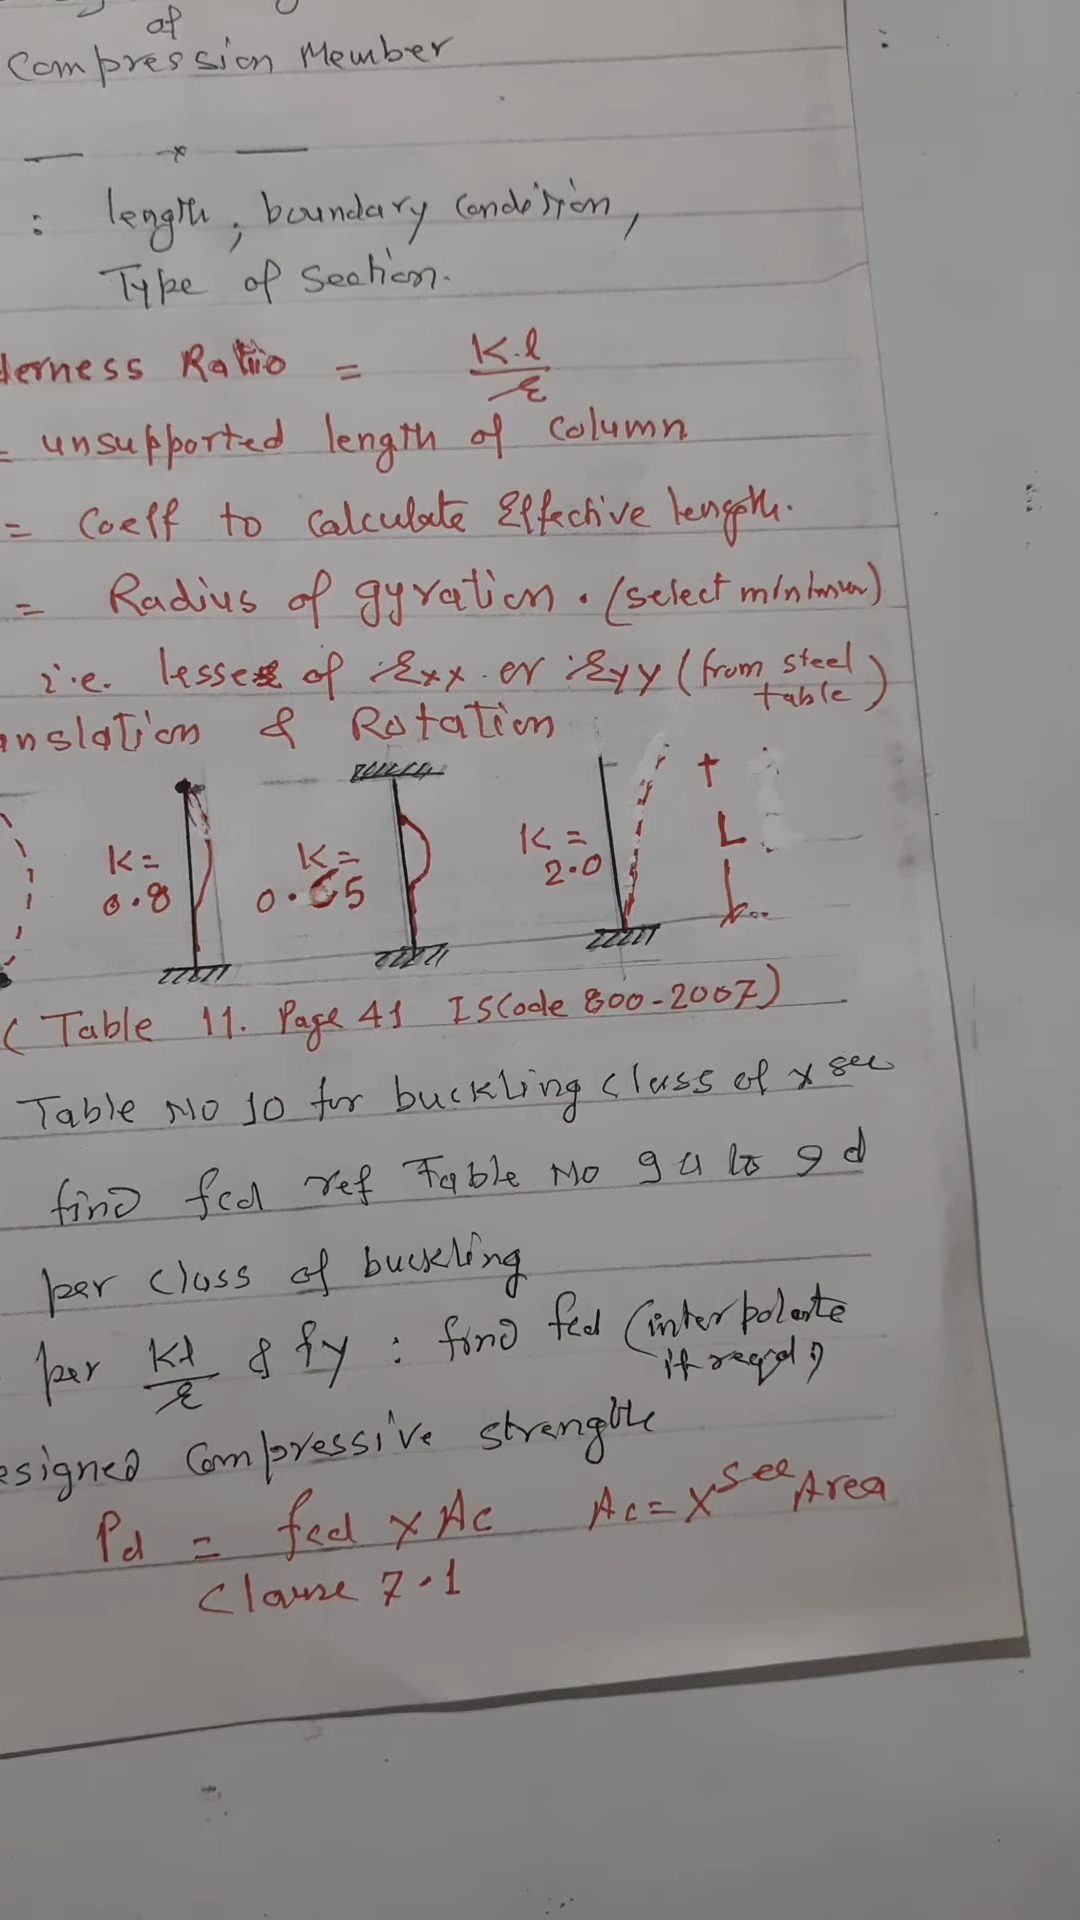 of
Compression Member
— x —
: length, boundary condition,
Type of section.
derness Ratio = K.l / r
= unsupported length of column
= Coeff to calculate Effective length.
= Radius of gyration. (select minimum)
i.e. lesser of rxx or ryy (from steel table)
anslation & Rotation
K = 0.8 K = 0.65 K = 2.0 L
(Table 11. Page 41 IS Code 800-2007)
Table No 10 for buckling class of x sec
find fcd ref Table No 9a to 9d
per class of buckling
per Kl / r & fy : find fcd (interpolate if reqd)
esigned Compressive strength
Pd = fcd x Ac Ac = x sec Area
Clause 7.1